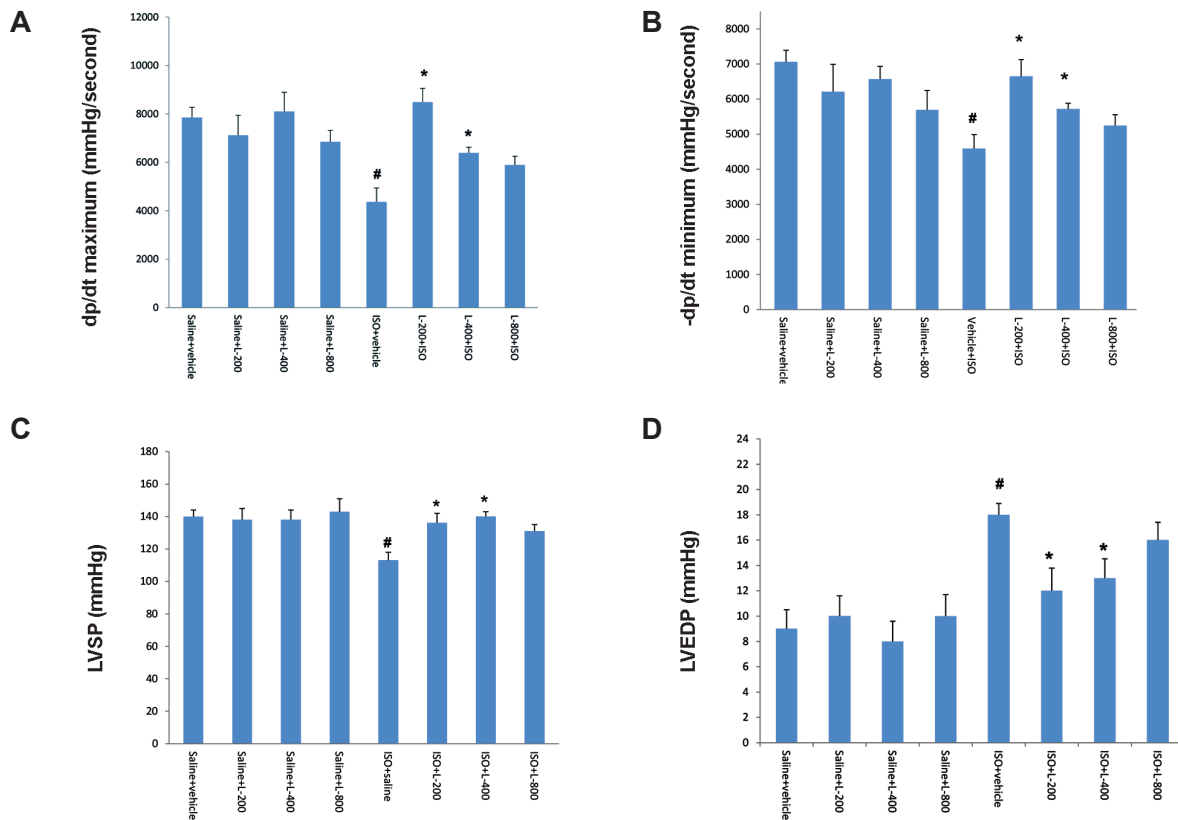 A
dp/dt maximum (mmHg/second)
12000
10000
8000
6000
4000
2000
0
#
*
*
Saline+vehicle
Saline+L-200
Saline+L-400
Saline+L-800
ISO+vehicle
L-200+ISO
L-400+ISO
L-800+ISO
B
-dp/dt minimum (mmHg/second)
8000
7000
6000
5000
4000
3000
2000
1000
0
#
*
*
Saline+vehicle
Saline+L-200
Saline+L-400
Saline+L-800
Vehicle+ISO
L-200+ISO
L-400+ISO
L-800+ISO
C
LVSP (mmHg)
180
160
140
120
100
80
60
40
20
0
#
*
*
Saline+vehicle
Saline+L-200
Saline+L-400
Saline+L-800
ISO+saline
ISO+L-200
ISO+L-400
ISO+L-800
D
LVEDP (mmHg)
24
22
20
18
16
14
12
10
8
6
4
2
0
#
*
*
Saline+vehicle
Saline+L-200
Saline+L-400
Saline+L-800
ISO+vehicle
ISO+L-200
ISO+L-400
ISO+L-800